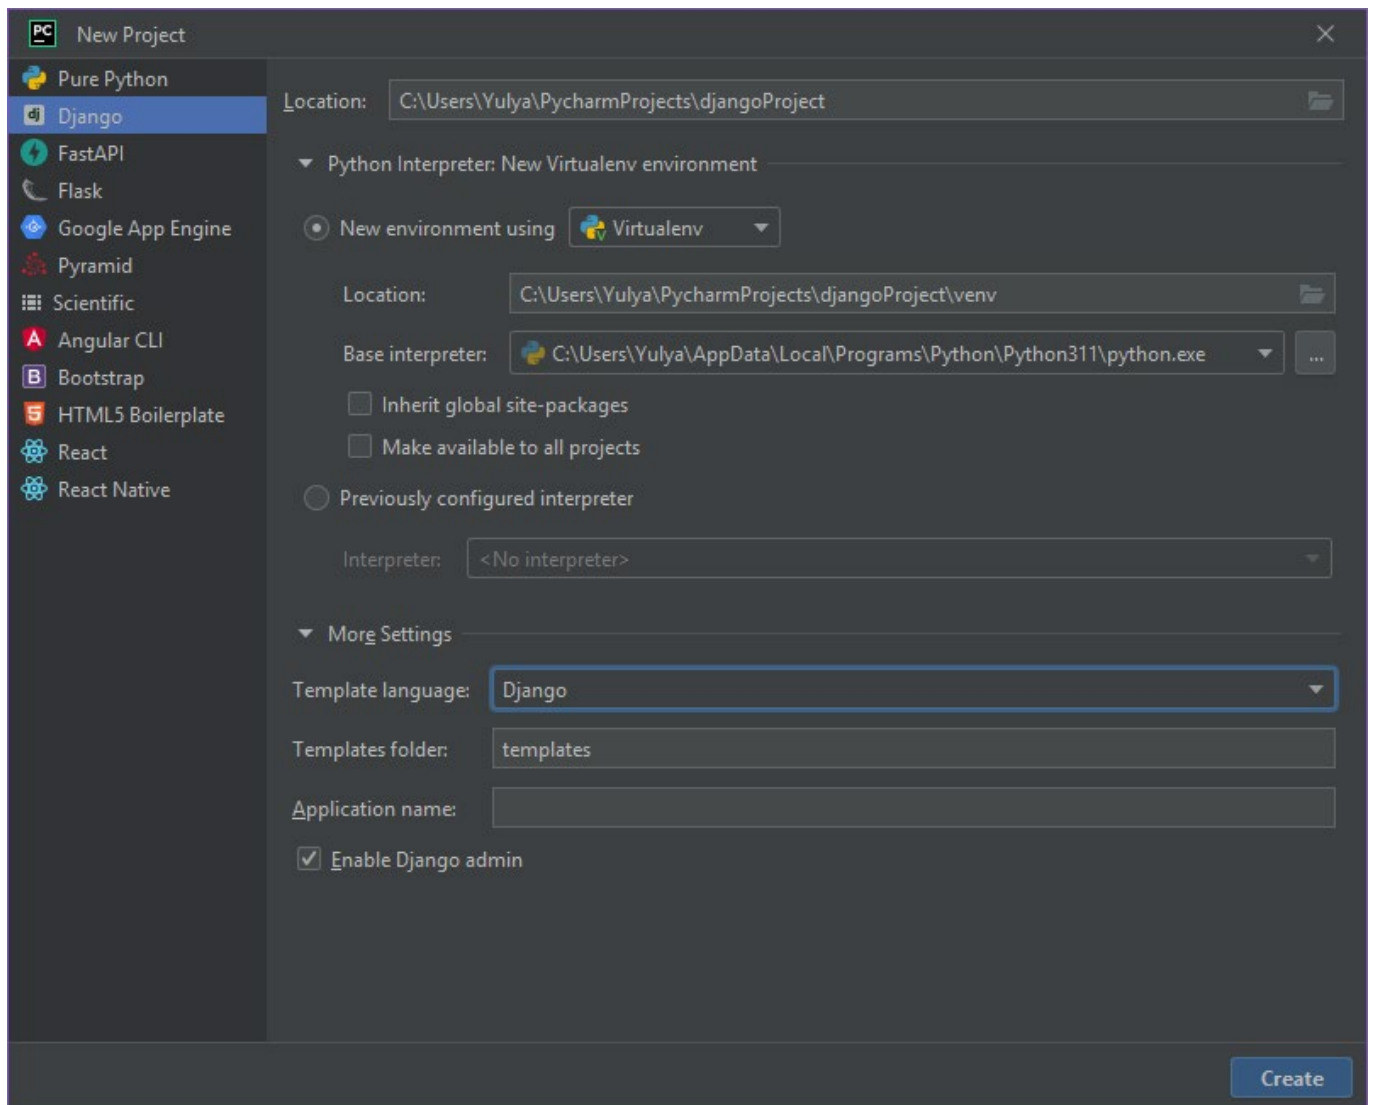 PC New Project
Pure Python
dj Django
FastAPI
Flask
Google App Engine
Pyramid
Scientific
A Angular CLI
B Bootstrap
5 HTML5 Boilerplate
React
React Native
Location: C:\Users\Yulya\PycharmProjects\djangoProject
Python Interpreter: New Virtualenv environment
New environment using V Virtualenv
Location: C:\Users\Yulya\PycharmProjects\djangoProject\venv
Base interpreter: C:\Users\Yulya\AppData\Local\Programs\Python\Python311\python.exe ...
Inherit global site-packages
Make available to all projects
Previously configured interpreter
Interpreter: <No interpreter>
More Settings
Template language: Django
Templates folder: templates
Application name:
Enable Django admin
Create